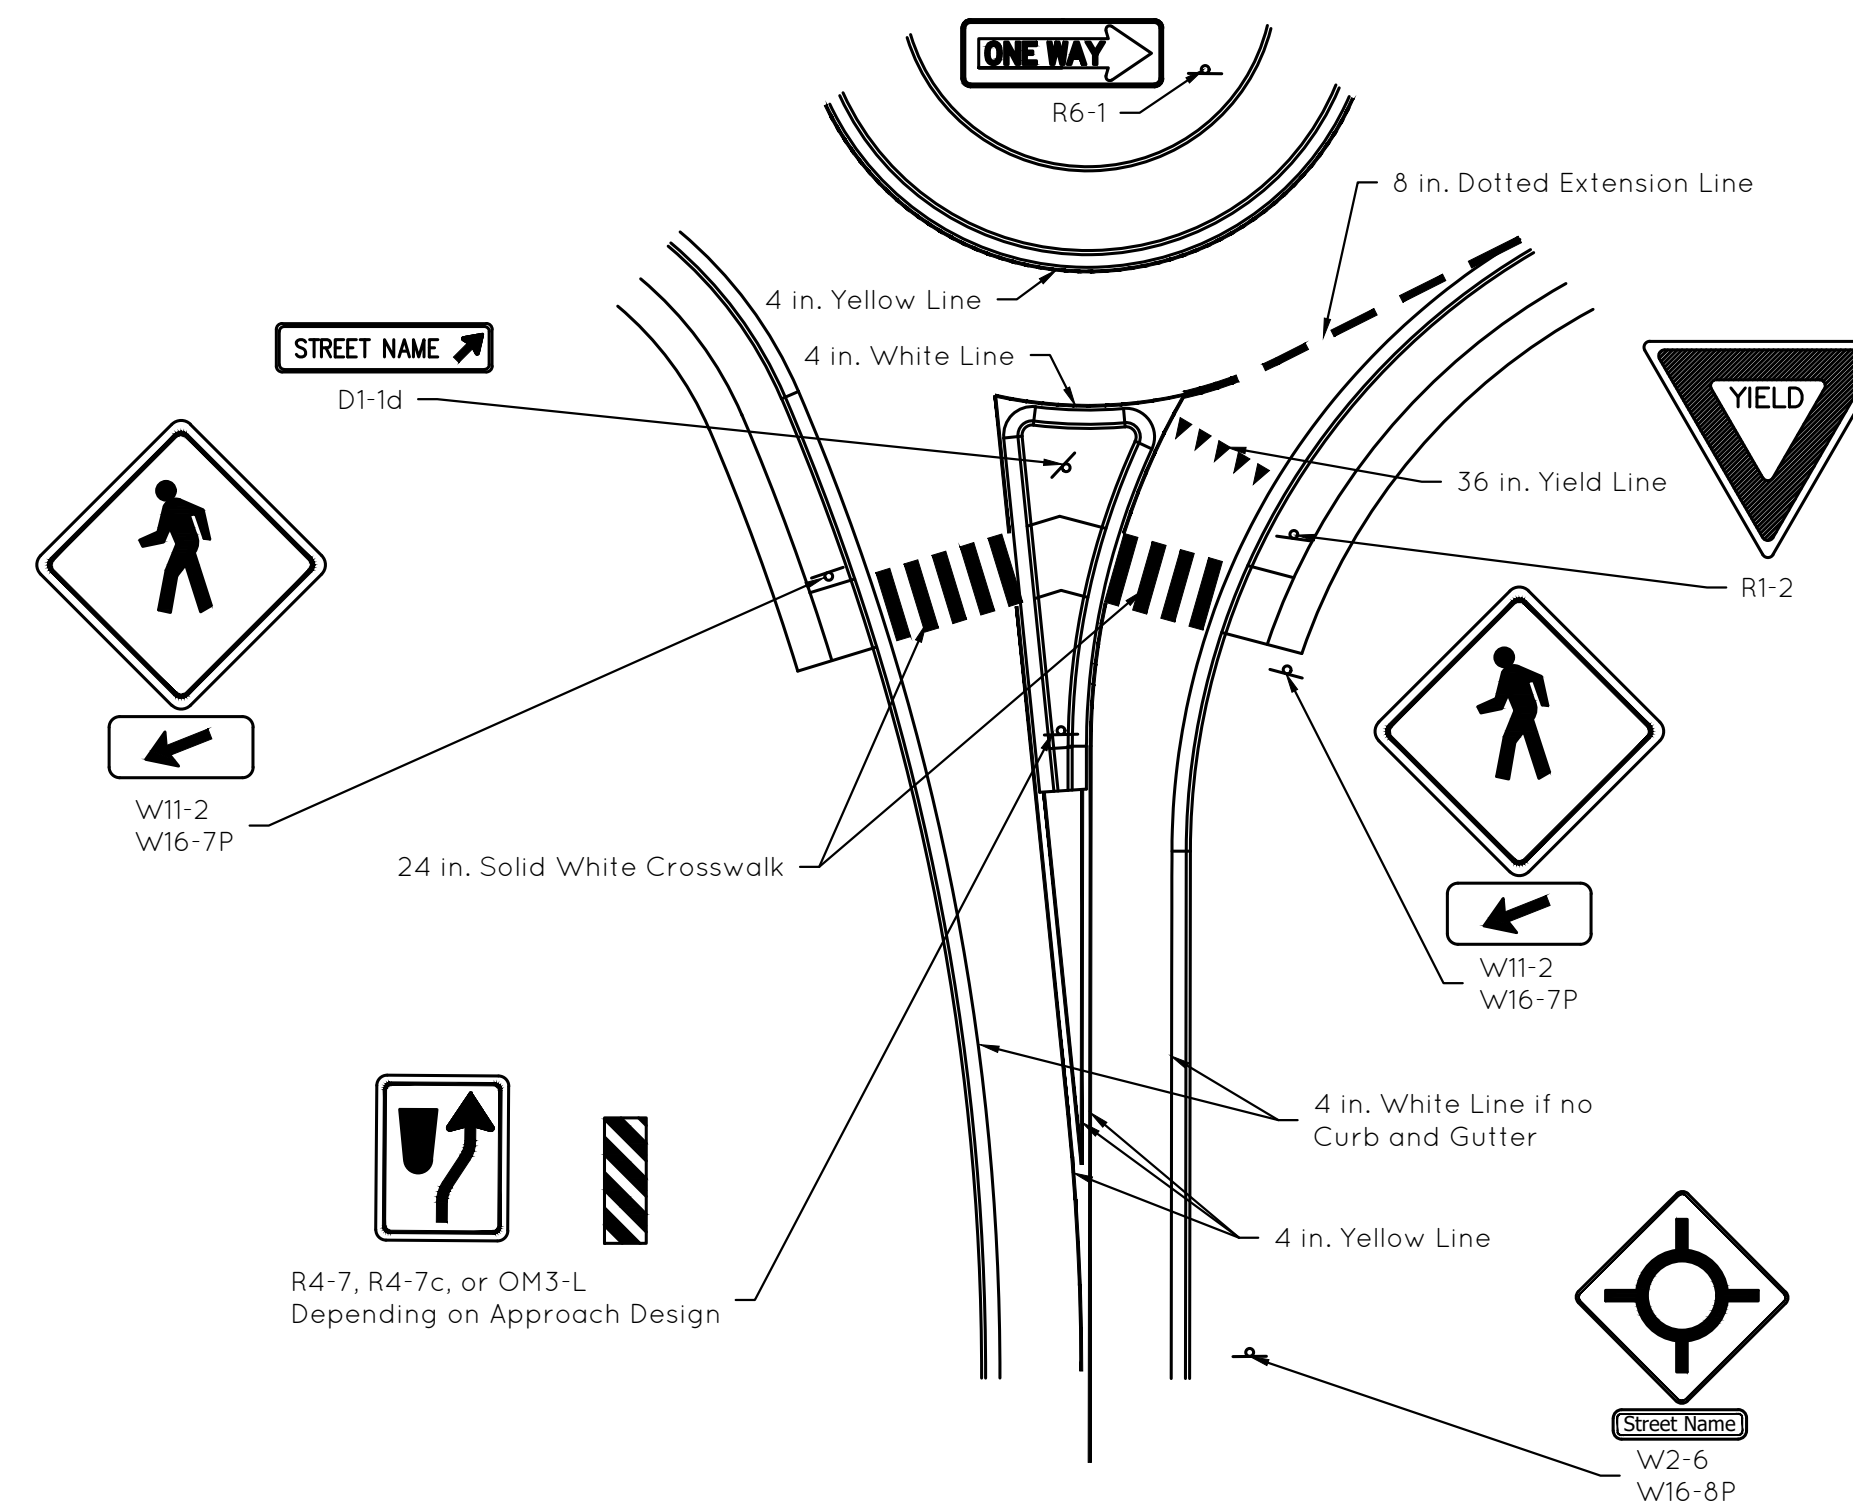 ONE WAY
R6-1
8 in. Dotted Extension Line
4 in. Yellow Line
STREET NAME
4 in. White Line
D1-1d
YIELD
36 in. Yield Line
R1-2
W11-2
W16-7P
24 in. Solid White Crosswalk
W11-2
W16-7P
4 in. White Line if no
Curb and Gutter
4 in. Yellow Line
R4-7, R4-7c, or OM3-L
Depending on Approach Design
Street Name
W2-6
W16-8P